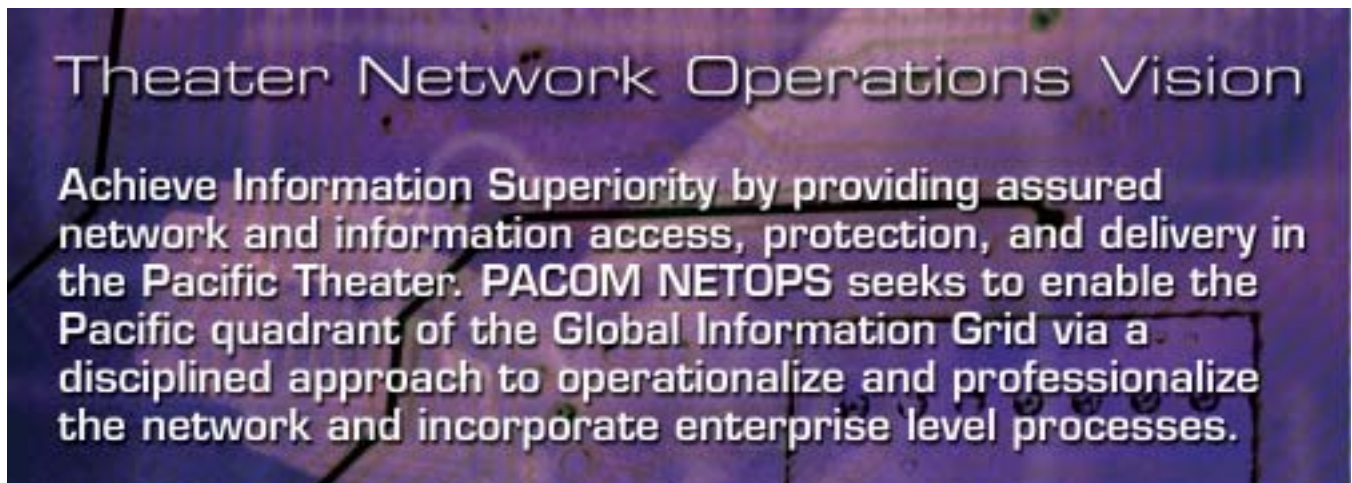 Theater Network Operations Vision
Achieve Information Superiority by providing assured
network and information access, protection, and delivery in
the Pacific Theater. PACOM NETOPS seeks to enable the
Pacific quadrant of the Global Information Grid via a
disciplined approach to operationalize and professionalize
the network and incorporate enterprise level processes.